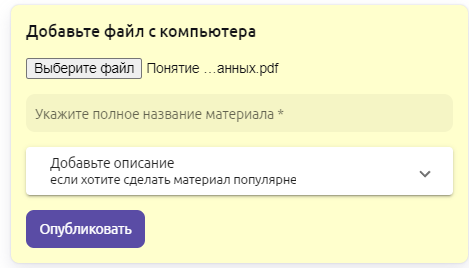 Добавьте файл с компьютера
Выберите файл Понятие ...анных.pdf
Укажите полное название материала *
Добавьте описание
если хотите сделать материал популярне
Опубликовать